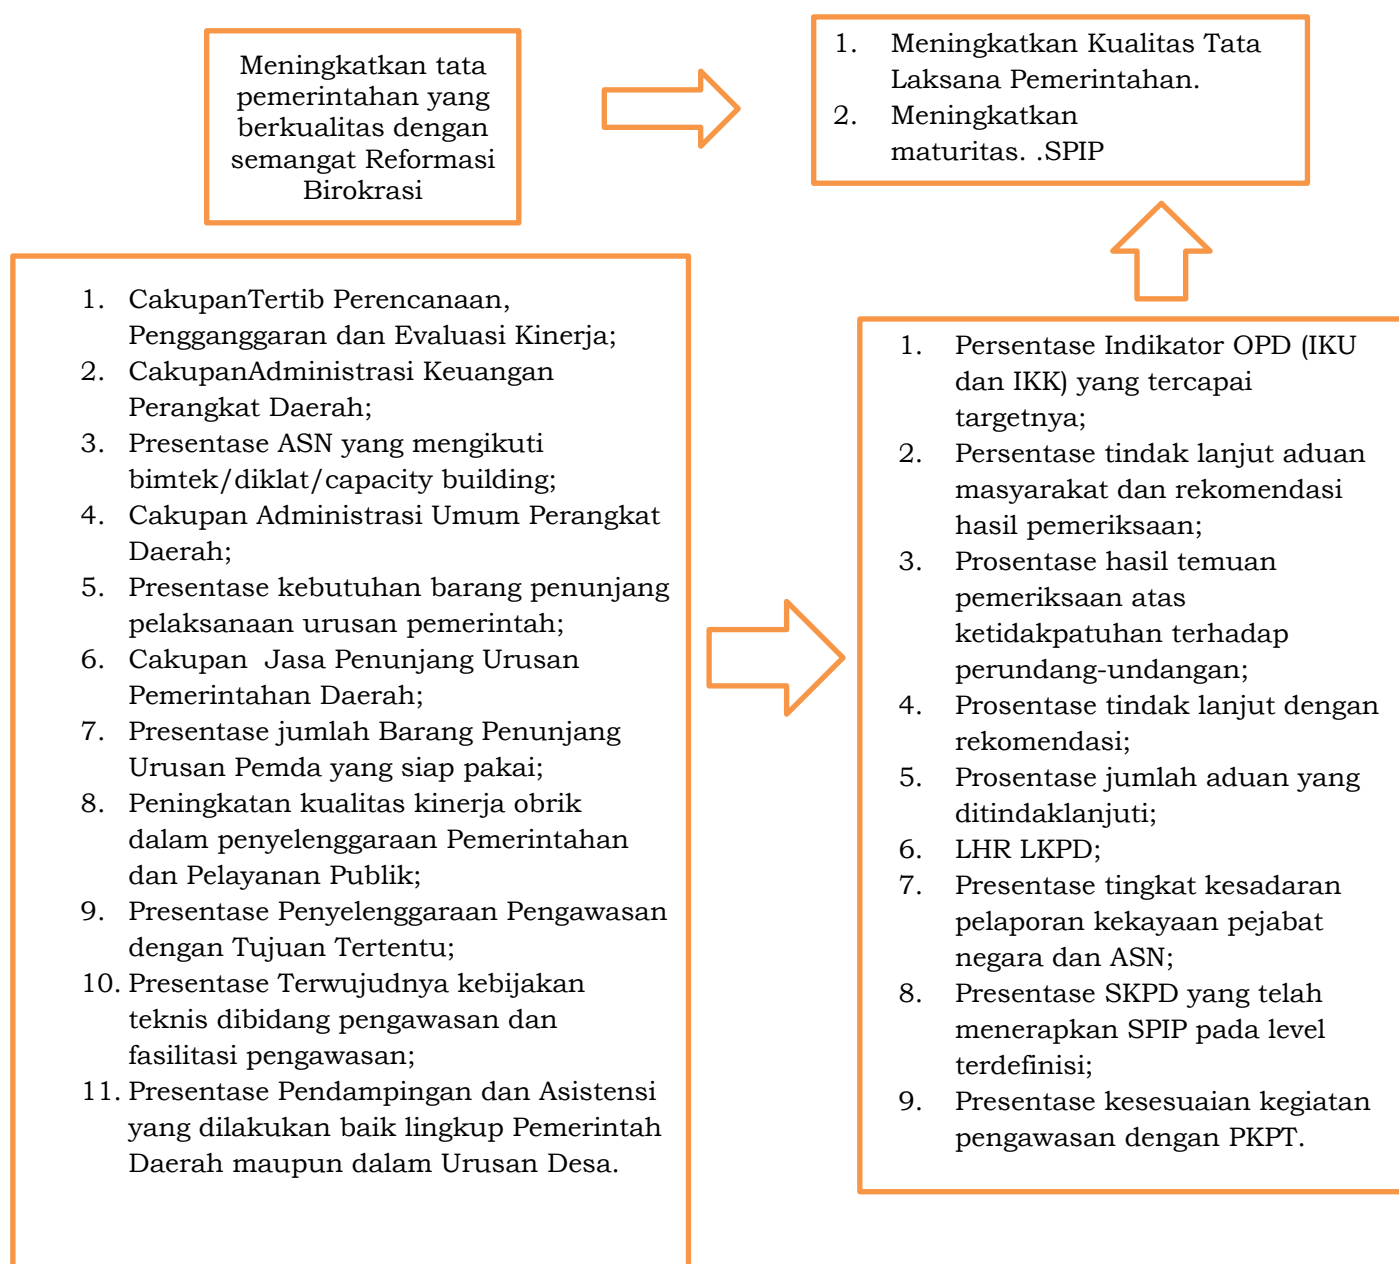 Meningkatkan tata
pemerintahan yang
berkualitas dengan
semangat Reformasi
Birokrasi
1. Meningkatkan Kualitas Tata
Laksana Pemerintahan.
2. Meningkatkan
maturitas. .SPIP
1. CakupanTertib Perencanaan,
Pengganggaran dan Evaluasi Kinerja;
2. CakupanAdministrasi Keuangan
Perangkat Daerah;
3. Presentase ASN yang mengikuti
bimtek/diklat/capacity building;
4. Cakupan Administrasi Umum Perangkat
Daerah;
5. Presentase kebutuhan barang penunjang
pelaksanaan urusan pemerintah;
6. Cakupan  Jasa Penunjang Urusan
Pemerintahan Daerah;
7. Presentase jumlah Barang Penunjang
Urusan Pemda yang siap pakai;
8. Peningkatan kualitas kinerja obrik
dalam penyelenggaraan Pemerintahan
dan Pelayanan Publik;
9. Presentase Penyelenggaraan Pengawasan
dengan Tujuan Tertentu;
10. Presentase Terwujudnya kebijakan
teknis dibidang pengawasan dan
fasilitasi pengawasan;
11. Presentase Pendampingan dan Asistensi
yang dilakukan baik lingkup Pemerintah
Daerah maupun dalam Urusan Desa.
1. Persentase Indikator OPD (IKU
dan IKK) yang tercapai
targetnya;
2. Persentase tindak lanjut aduan
masyarakat dan rekomendasi
hasil pemeriksaan;
3. Prosentase hasil temuan
pemeriksaan atas
ketidakpatuhan terhadap
perundang-undangan;
4. Prosentase tindak lanjut dengan
rekomendasi;
5. Prosentase jumlah aduan yang
ditindaklanjuti;
6. LHR LKPD;
7. Presentase tingkat kesadaran
pelaporan kekayaan pejabat
negara dan ASN;
8. Presentase SKPD yang telah
menerapkan SPIP pada level
terdefinisi;
9. Presentase kesesuaian kegiatan
pengawasan dengan PKPT.